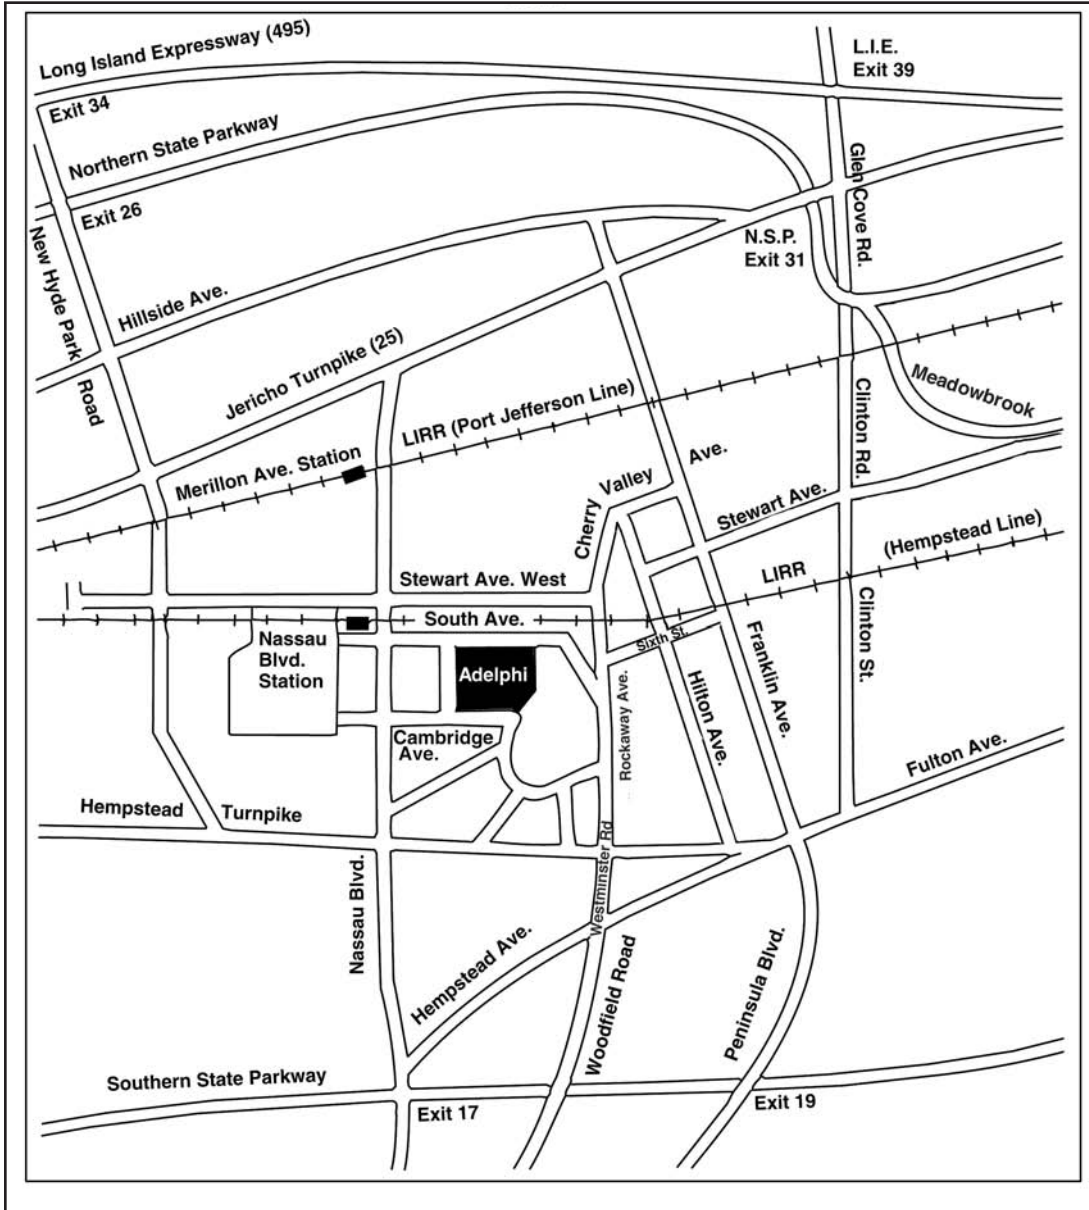 Long Island Expressway (495)
L.I.E.
Exit 39
Exit 34
Northern State Parkway
Glen Cove Rd.
Exit 26
New Hyde Park
Road
N.S.P.
Exit 31
Hillside Ave.
Jericho Turnpike (25)
LIRR (Port Jefferson Line)
Meadowbrook
Merillon Ave. Station
Clinton Rd.
Cherry
Valley
Ave.
Stewart Ave.
(Hempstead Line)
LIRR
Stewart Ave. West
South Ave.
Clinton St.
Nassau
Blvd.
Station
Adelphi
Sixth St.
Franklin Ave.
Hilton Ave.
Rockaway Ave.
Cambridge
Ave.
Fulton Ave.
Hempstead
Turnpike
Westminster Rd
Nassau Blvd.
Hempstead Ave.
Woodfield Road
Peninsula Blvd.
Southern State Parkway
Exit 17
Exit 19